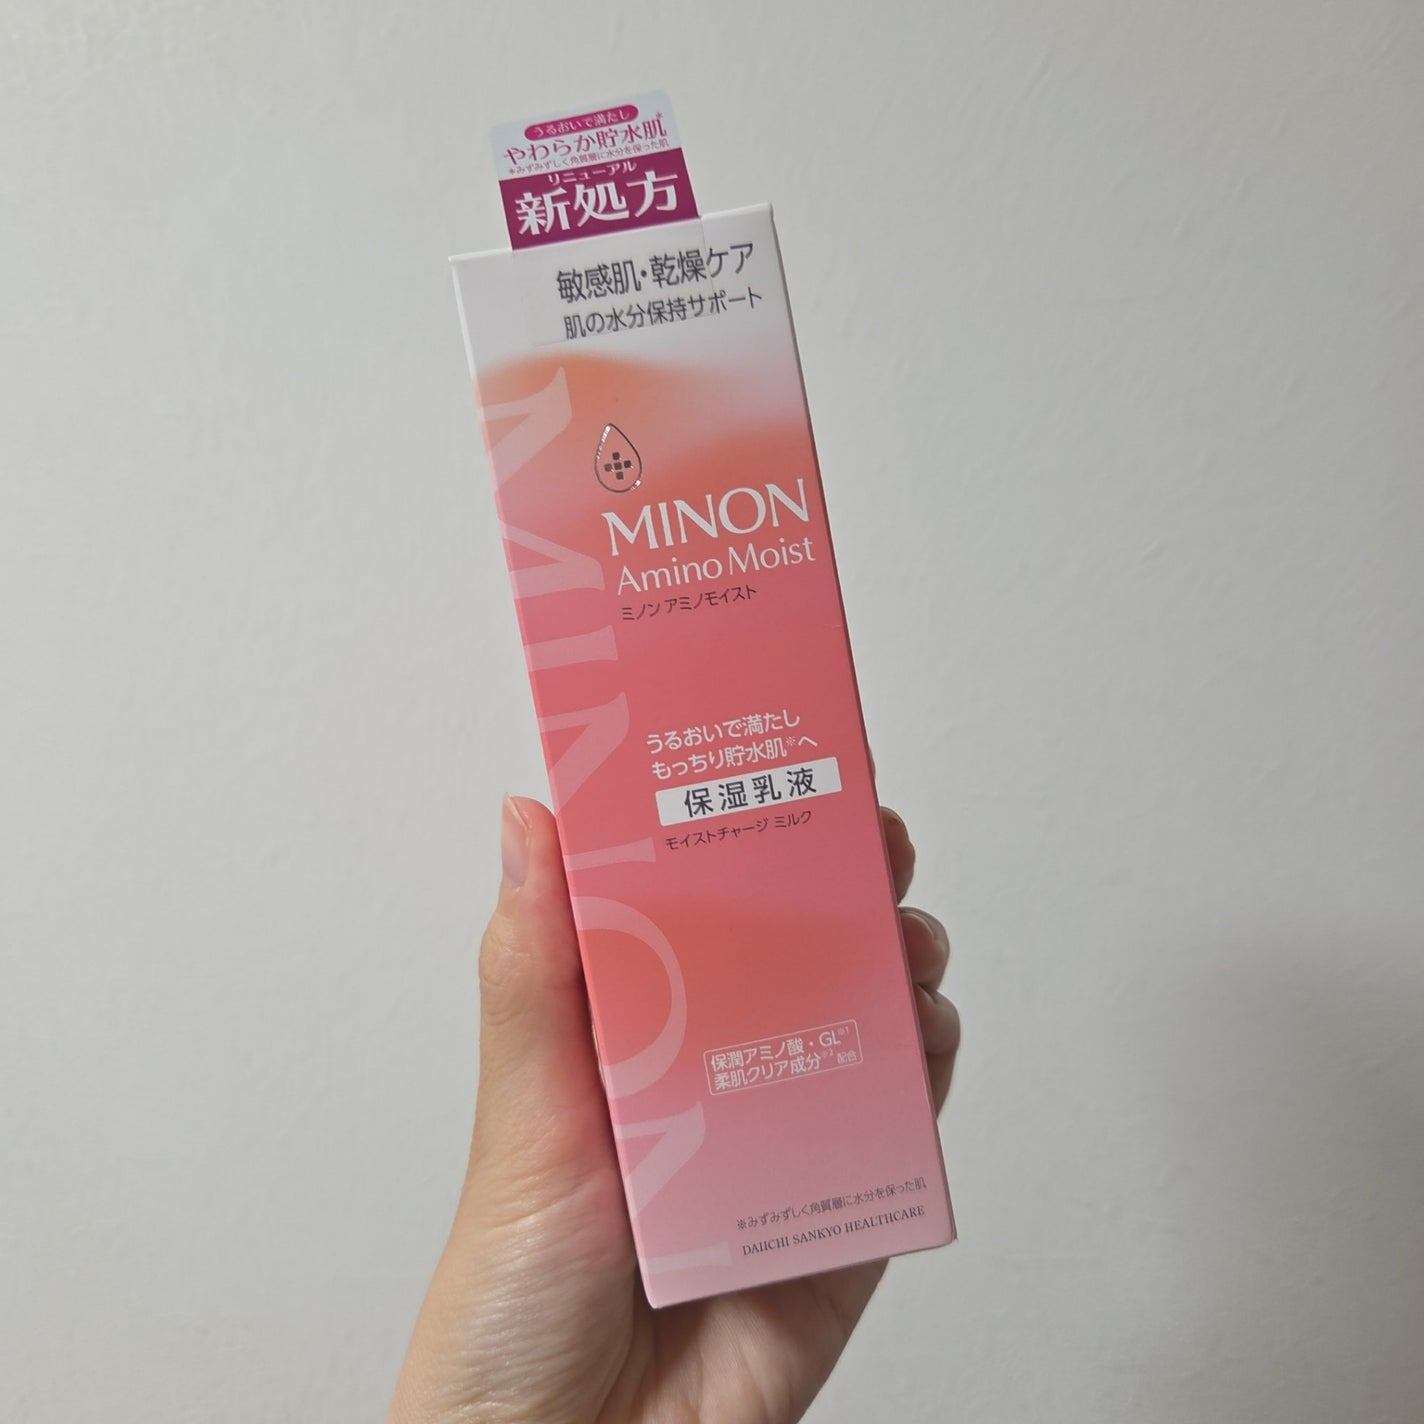 うるおいで満たし
やわらか貯水肌*
*みずみずしく角質層に水分を保った肌
リニューアル
新処方
敏感肌・乾燥ケア
肌の水分保持サポート
MINON
MINON
Amino Moist
ミノン アミノモイスト
うるおいで満たし
もっちり貯水肌※へ
保湿乳液
モイストチャージ ミルク
保潤アミノ酸・GL※1
柔肌クリア成分※2 配合
※みずみずしく角質層に水分を保った肌
DAIICHI SANKYO HEALTHCARE